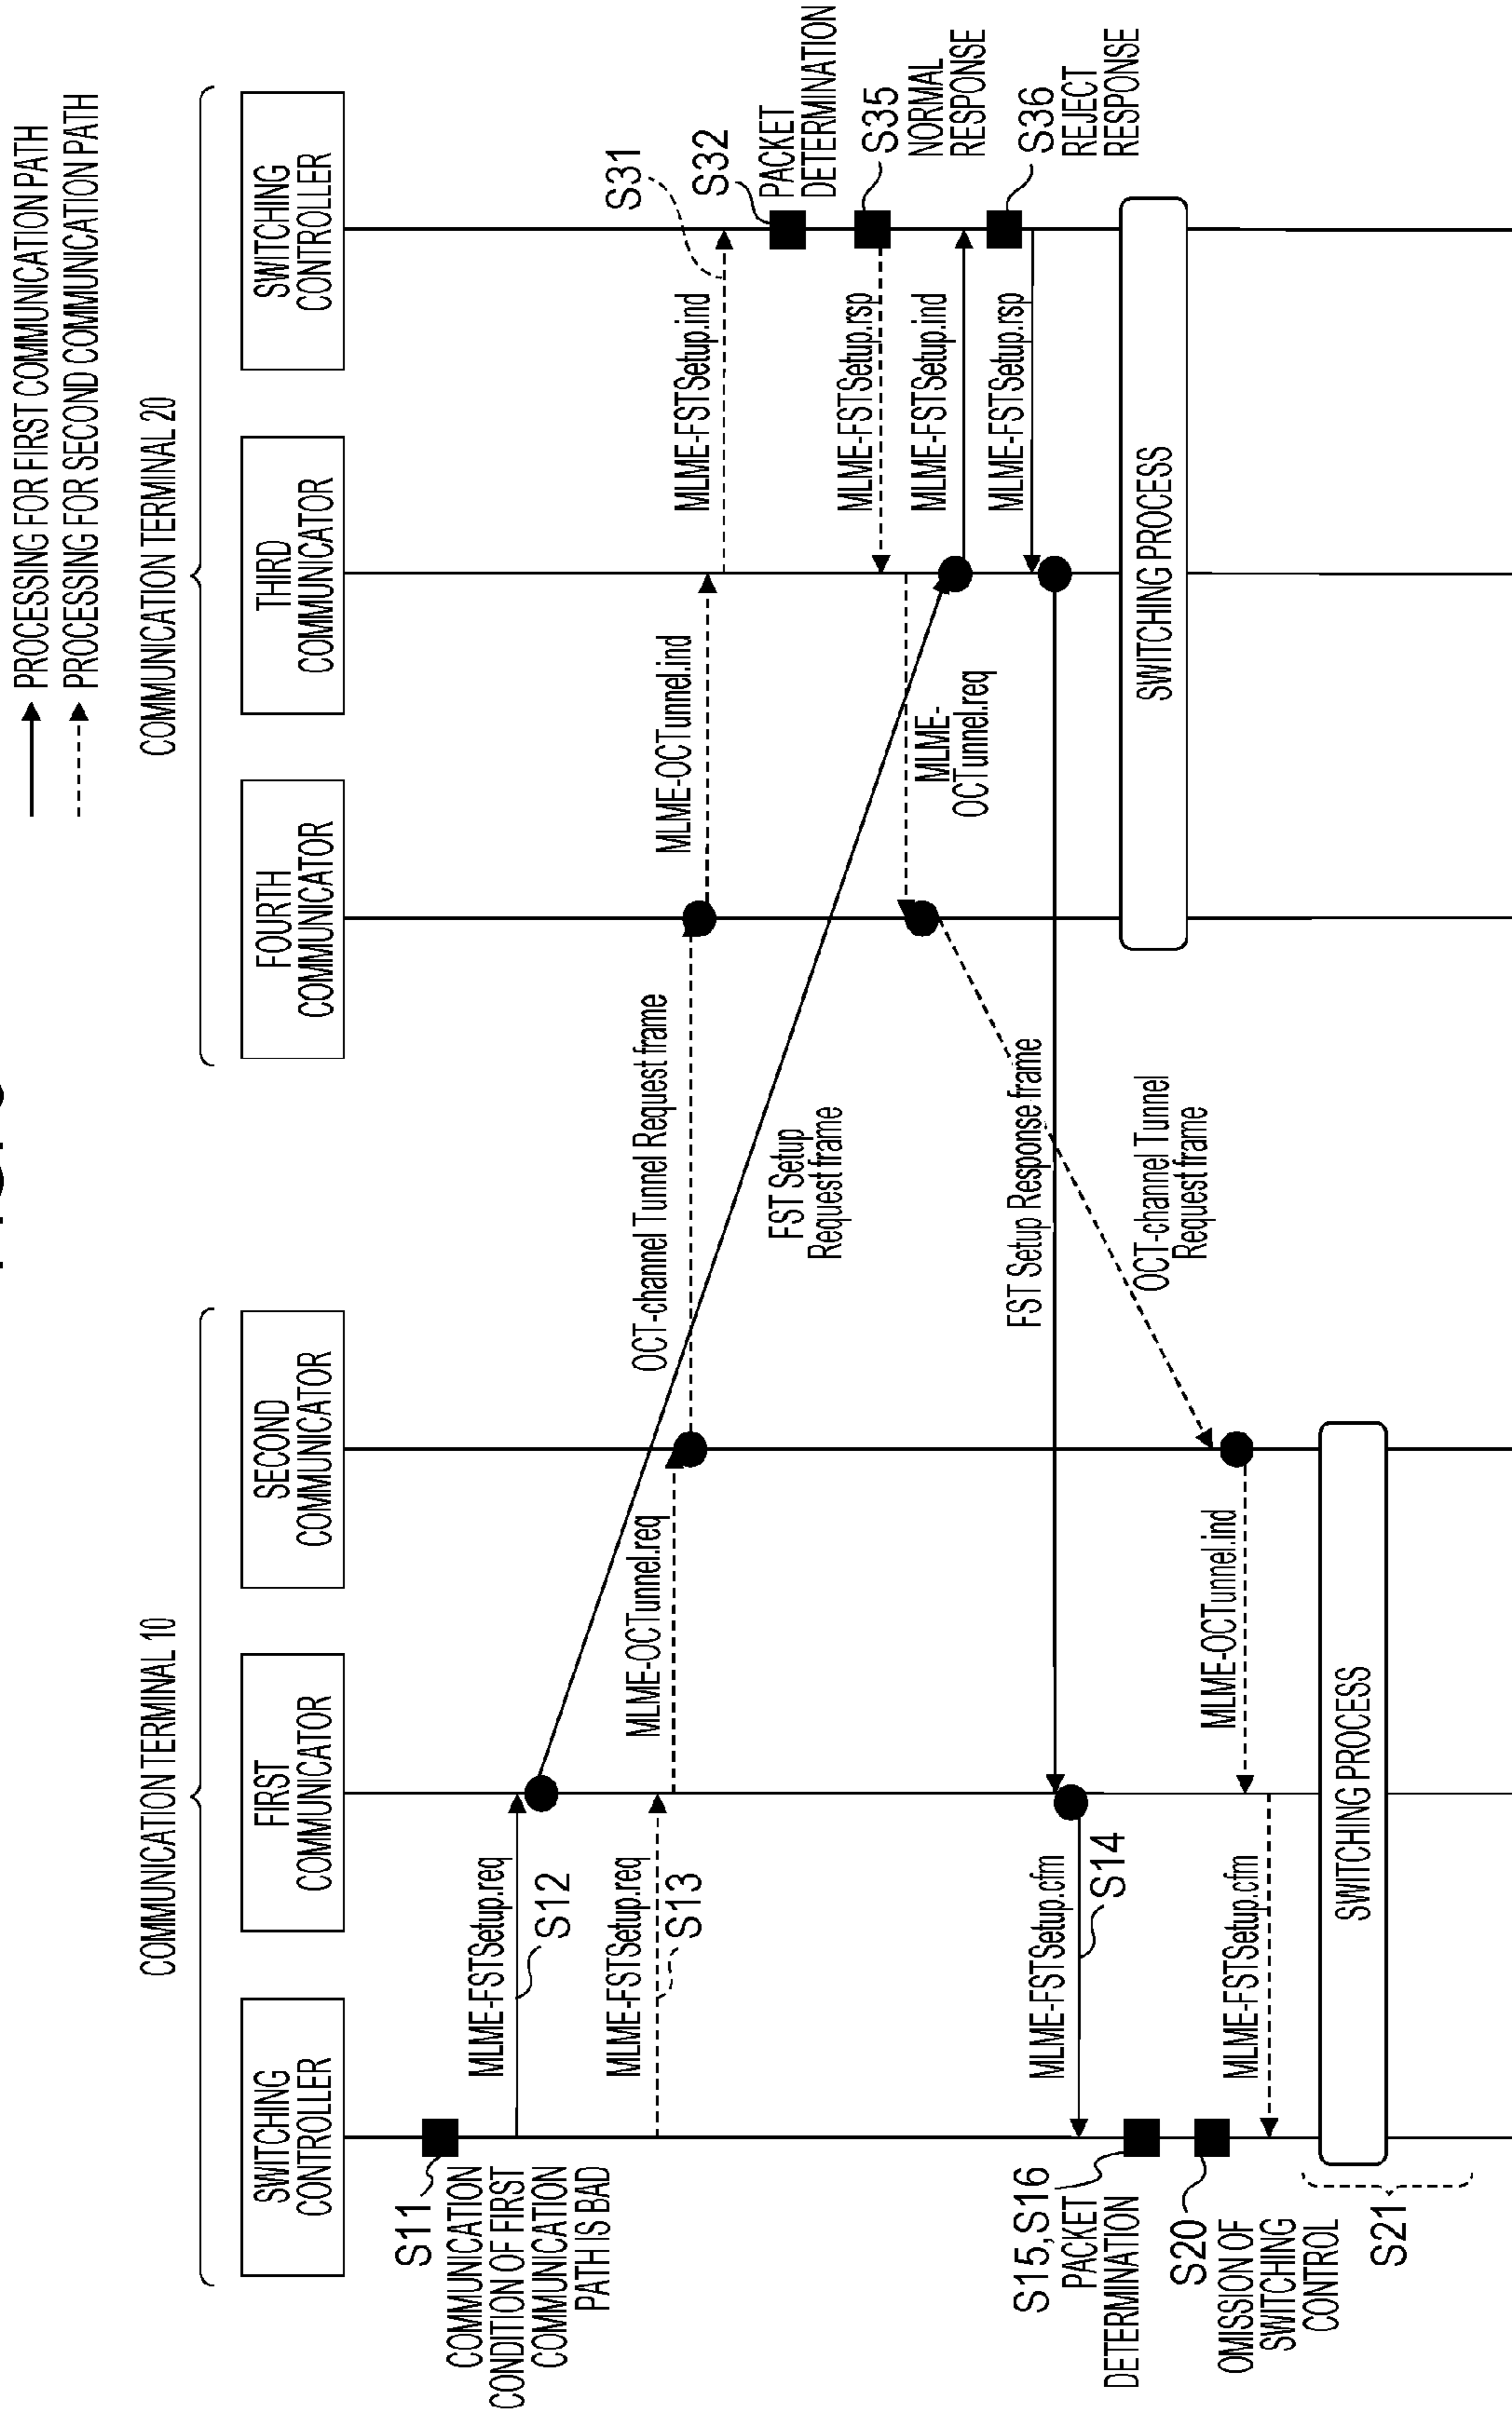 PROCESSING FOR FIRST COMMUNICATION PATH
PROCESSING FOR SECOND COMMUNICATION PATH
COMMUNICATION TERMINAL 10
COMMUNICATION TERMINAL 20
SWITCHING
CONTROLLER
FIRST
COMMUNICATOR
SECOND
COMMUNICATOR
FOURTH
COMMUNICATOR
THIRD
COMMUNICATOR
SWITCHING
CONTROLLER
S11
COMMUNICATION
CONDITION OF FIRST
COMMUNICATION
PATH IS BAD
MLME-FSTSetup.req
S12
MLME-FSTSetup.req
S13
MLME-OCTunnel.req
OCT-channel Tunnel Request frame
MLME-OCTunnel.ind
MLME-FSTSetup.ind
S31
S32
PACKET
DETERMINATION
FST Setup
Request frame
MLME-FSTSetup.rsp
S35
NORMAL
RESPONSE
MLME-
OCTunnel.req
MLME-FSTSetup.ind
MLME-FSTSetup.rsp
S36
REJECT
RESPONSE
FST Setup Response frame
OCT-channel Tunnel
Request frame
MLME-FSTSetup.cfm
S14
S15,S16
PACKET
DETERMINATION
S20
OMISSION OF
SWITCHING
CONTROL
MLME-OCTunnel.ind
MLME-FSTSetup.cfm
SWITCHING PROCESS
SWITCHING PROCESS
S21